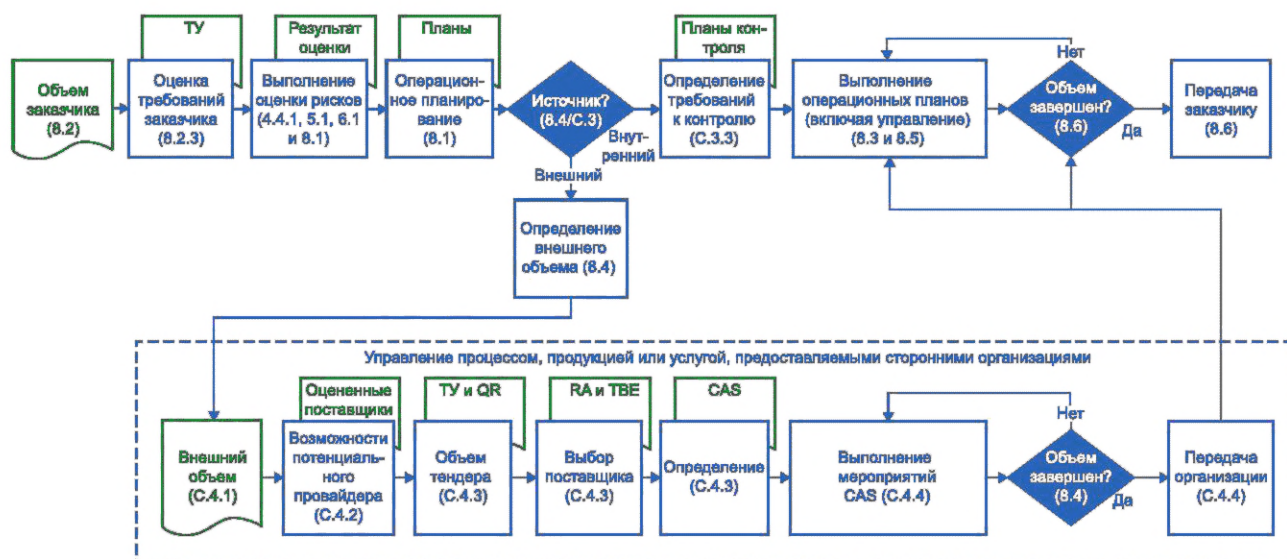 ТУ
Результат
оценки
Планы
Планы кон-
троля
Объем
заказчика
(8.2)
Оценка
требований
заказчика
(8.2.3)
Выполнение
оценки рисков
(4.4.1, 5.1, 6.1
и 8.1)
Операцион-
ное планиро-
вание
(8.1)
Источник?
(8.4/С.3)
Внут-
ренний
Внешний
Определение
требований
к контролю
(С.3.3)
Выполнение
операционных планов
(включая управление)
(8.3 и 8.5)
Нет
Объем
завершен?
(8.6)
Да
Передача
заказчику
(8.6)
Определение
внешнего
объема (8.4)
Управление процессом, продукцией или услугой, предоставляемыми сторонними организациями
Оцененные
поставщики
ТУ и QR
RA и TBE
CAS
Внешний
объем
(С.4.1)
Возможности
потенциаль-
ного
провайдера
(С.4.2)
Объем
тендера
(С.4.3)
Выбор
поставщика
(С.4.3)
Определение
(С.4.3)
Выполнение
мероприятий
CAS (С.4.4)
Нет
Объем
завершен?
(8.4)
Да
Передача
организации
(С.4.4)